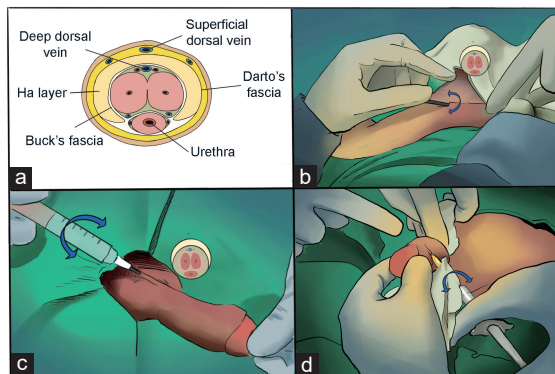 Superficial
dorsal vein
Deep dorsal
vein
Ha layer
Darto's
fascia
Buck's fascia
Urethra
a
b
c
d